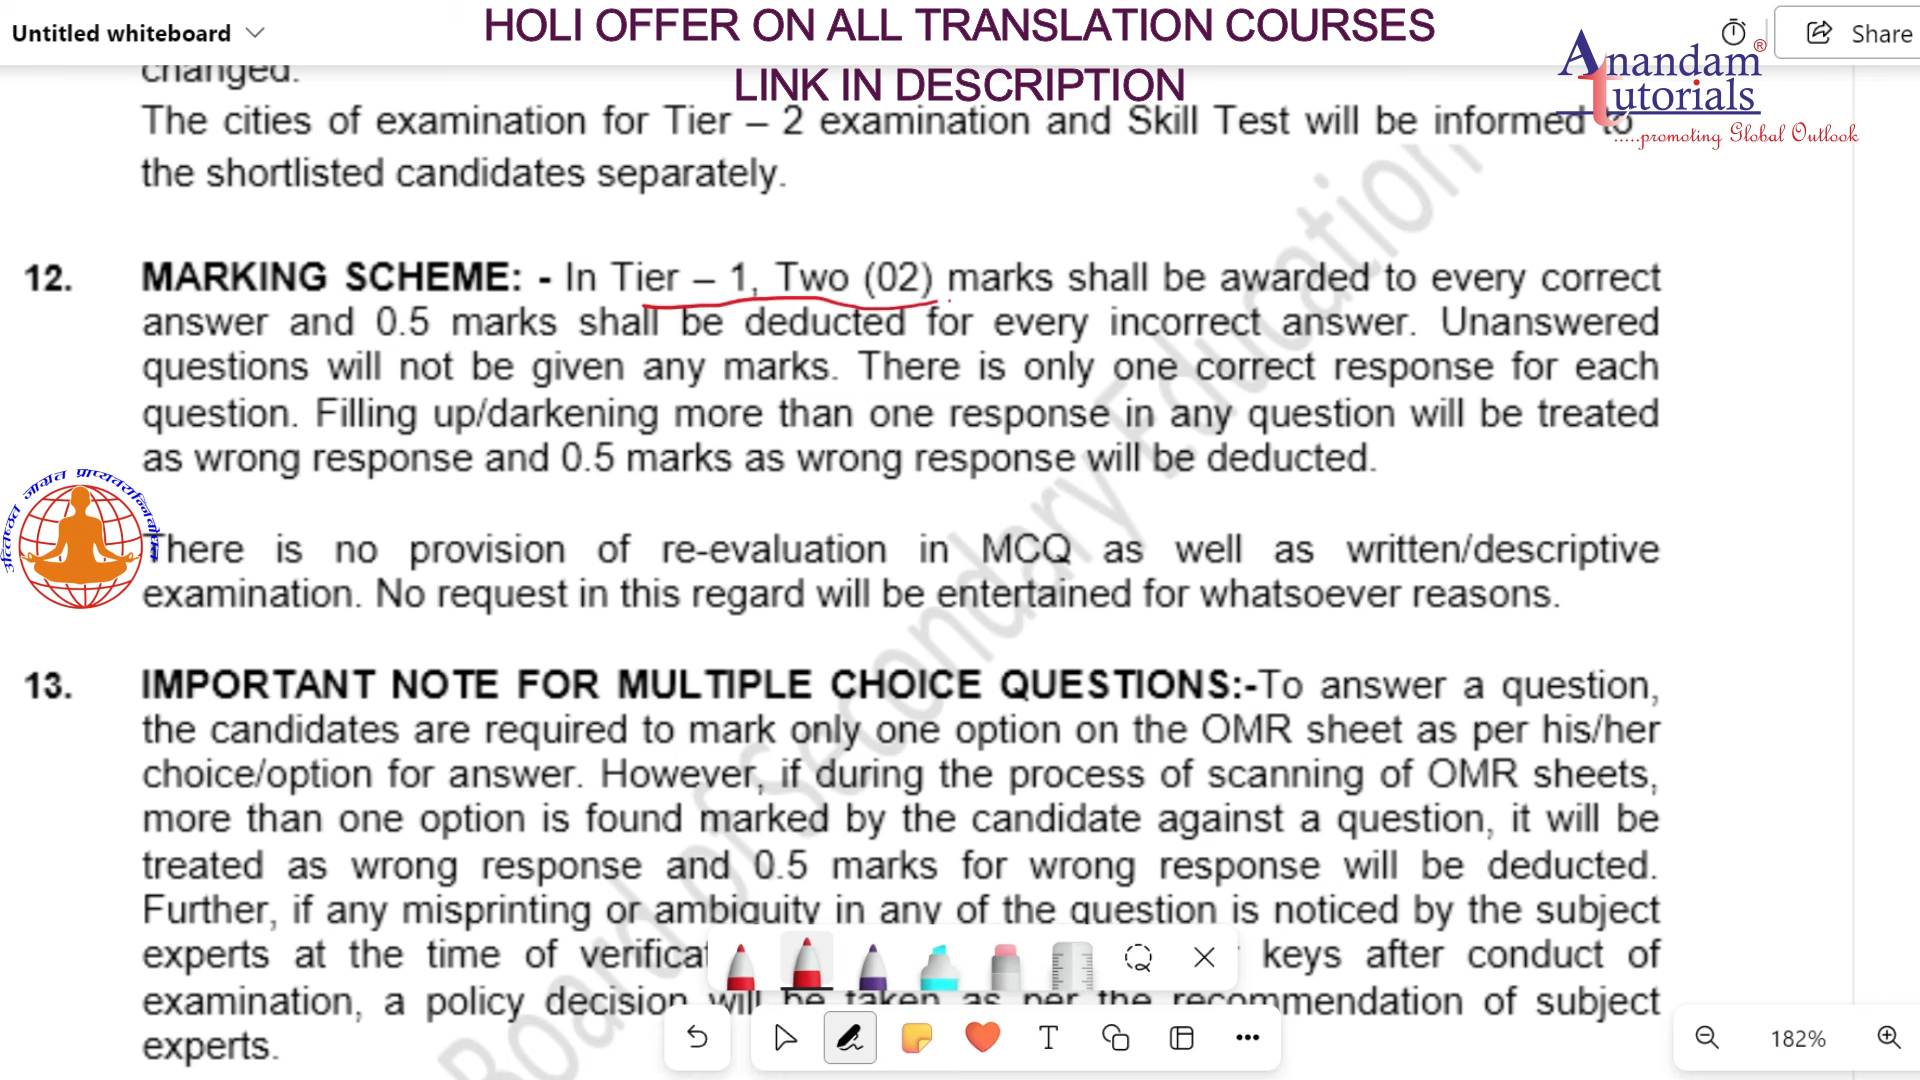 Untitled whiteboard
HOLI OFFER ON ALL TRANSLATION COURSES
LINK IN DESCRIPTION
Share
Anandam®
Tutorials
.....promoting Global Outlook
changed.
The cities of examination for Tier – 2 examination and Skill Test will be informed to
the shortlisted candidates separately.
12. MARKING SCHEME: - In Tier – 1, Two (02) marks shall be awarded to every correct
answer and 0.5 marks shall be deducted for every incorrect answer. Unanswered
questions will not be given any marks. There is only one correct response for each
question. Filling up/darkening more than one response in any question will be treated
as wrong response and 0.5 marks as wrong response will be deducted.
There is no provision of re-evaluation in MCQ as well as written/descriptive
examination. No request in this regard will be entertained for whatsoever reasons.
13. IMPORTANT NOTE FOR MULTIPLE CHOICE QUESTIONS:-To answer a question,
the candidates are required to mark only one option on the OMR sheet as per his/her
choice/option for answer. However, if during the process of scanning of OMR sheets,
more than one option is found marked by the candidate against a question, it will be
treated as wrong response and 0.5 marks for wrong response will be deducted.
Further, if any misprinting or ambiguity in any of the question is noticed by the subject
experts at the time of verificat keys after conduct of
examination, a policy decision will be taken as per the recommendation of subject
experts.
Board of Secondary Education
T
182%